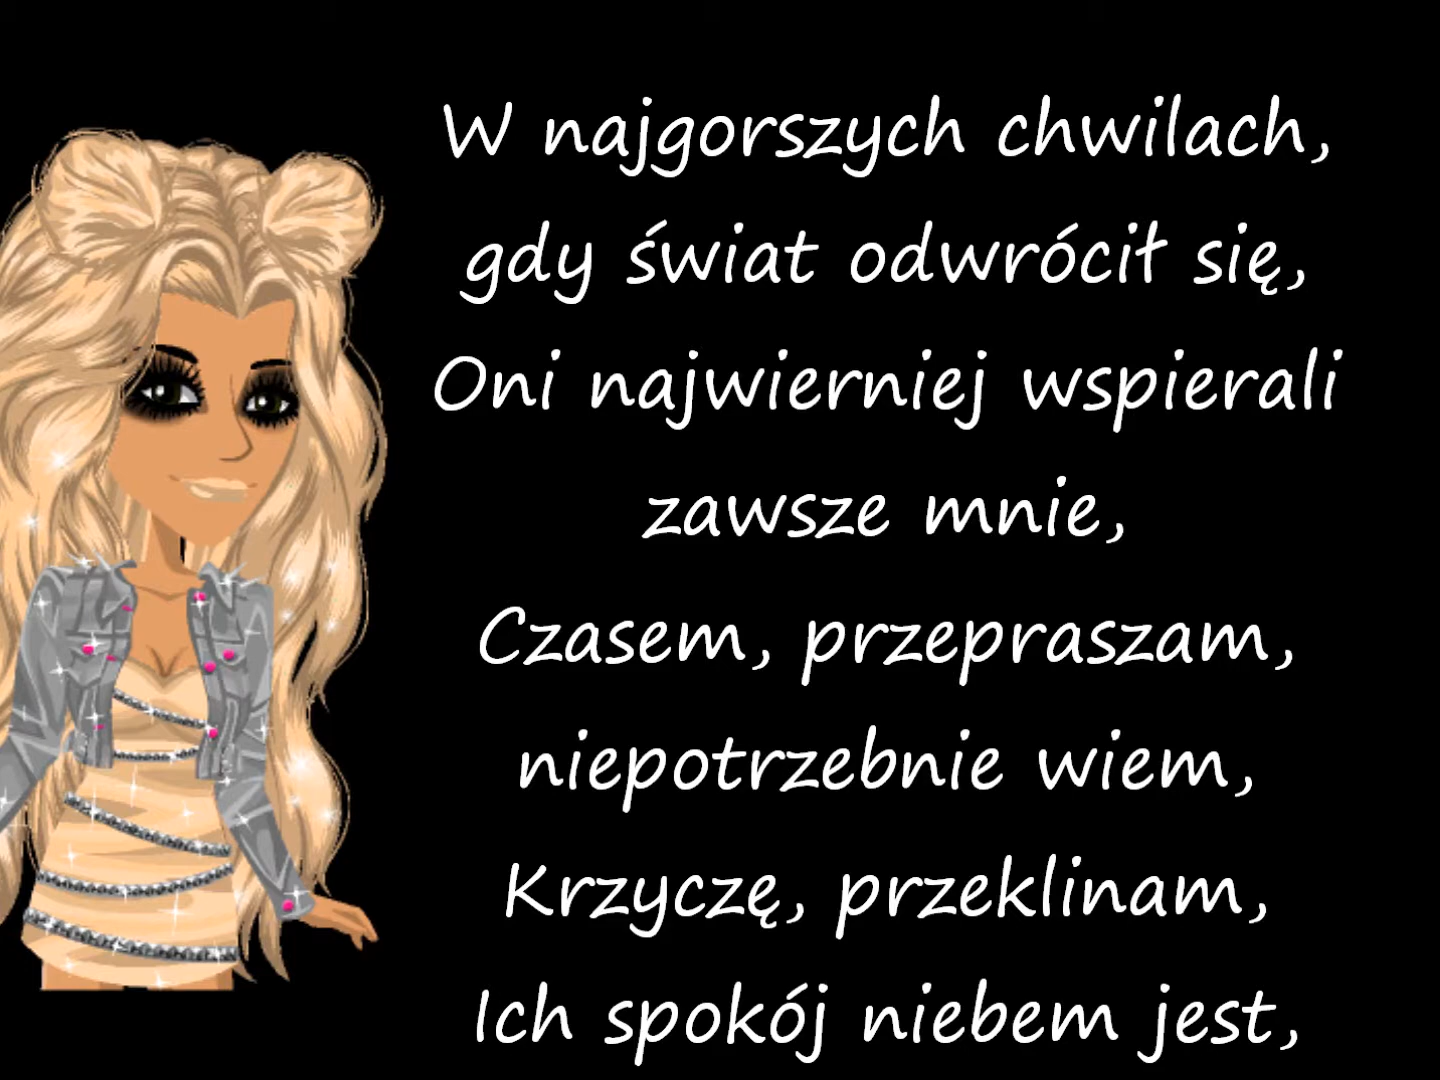 W najgorszych chwilach,
gdy świat odwrócił się,
Oni najwierniej wspierali
zawsze mnie,
Czasem, przepraszam,
niepotrzebnie wiem,
Krzyczę, przeklinam,
Ich spokój niebem jest,